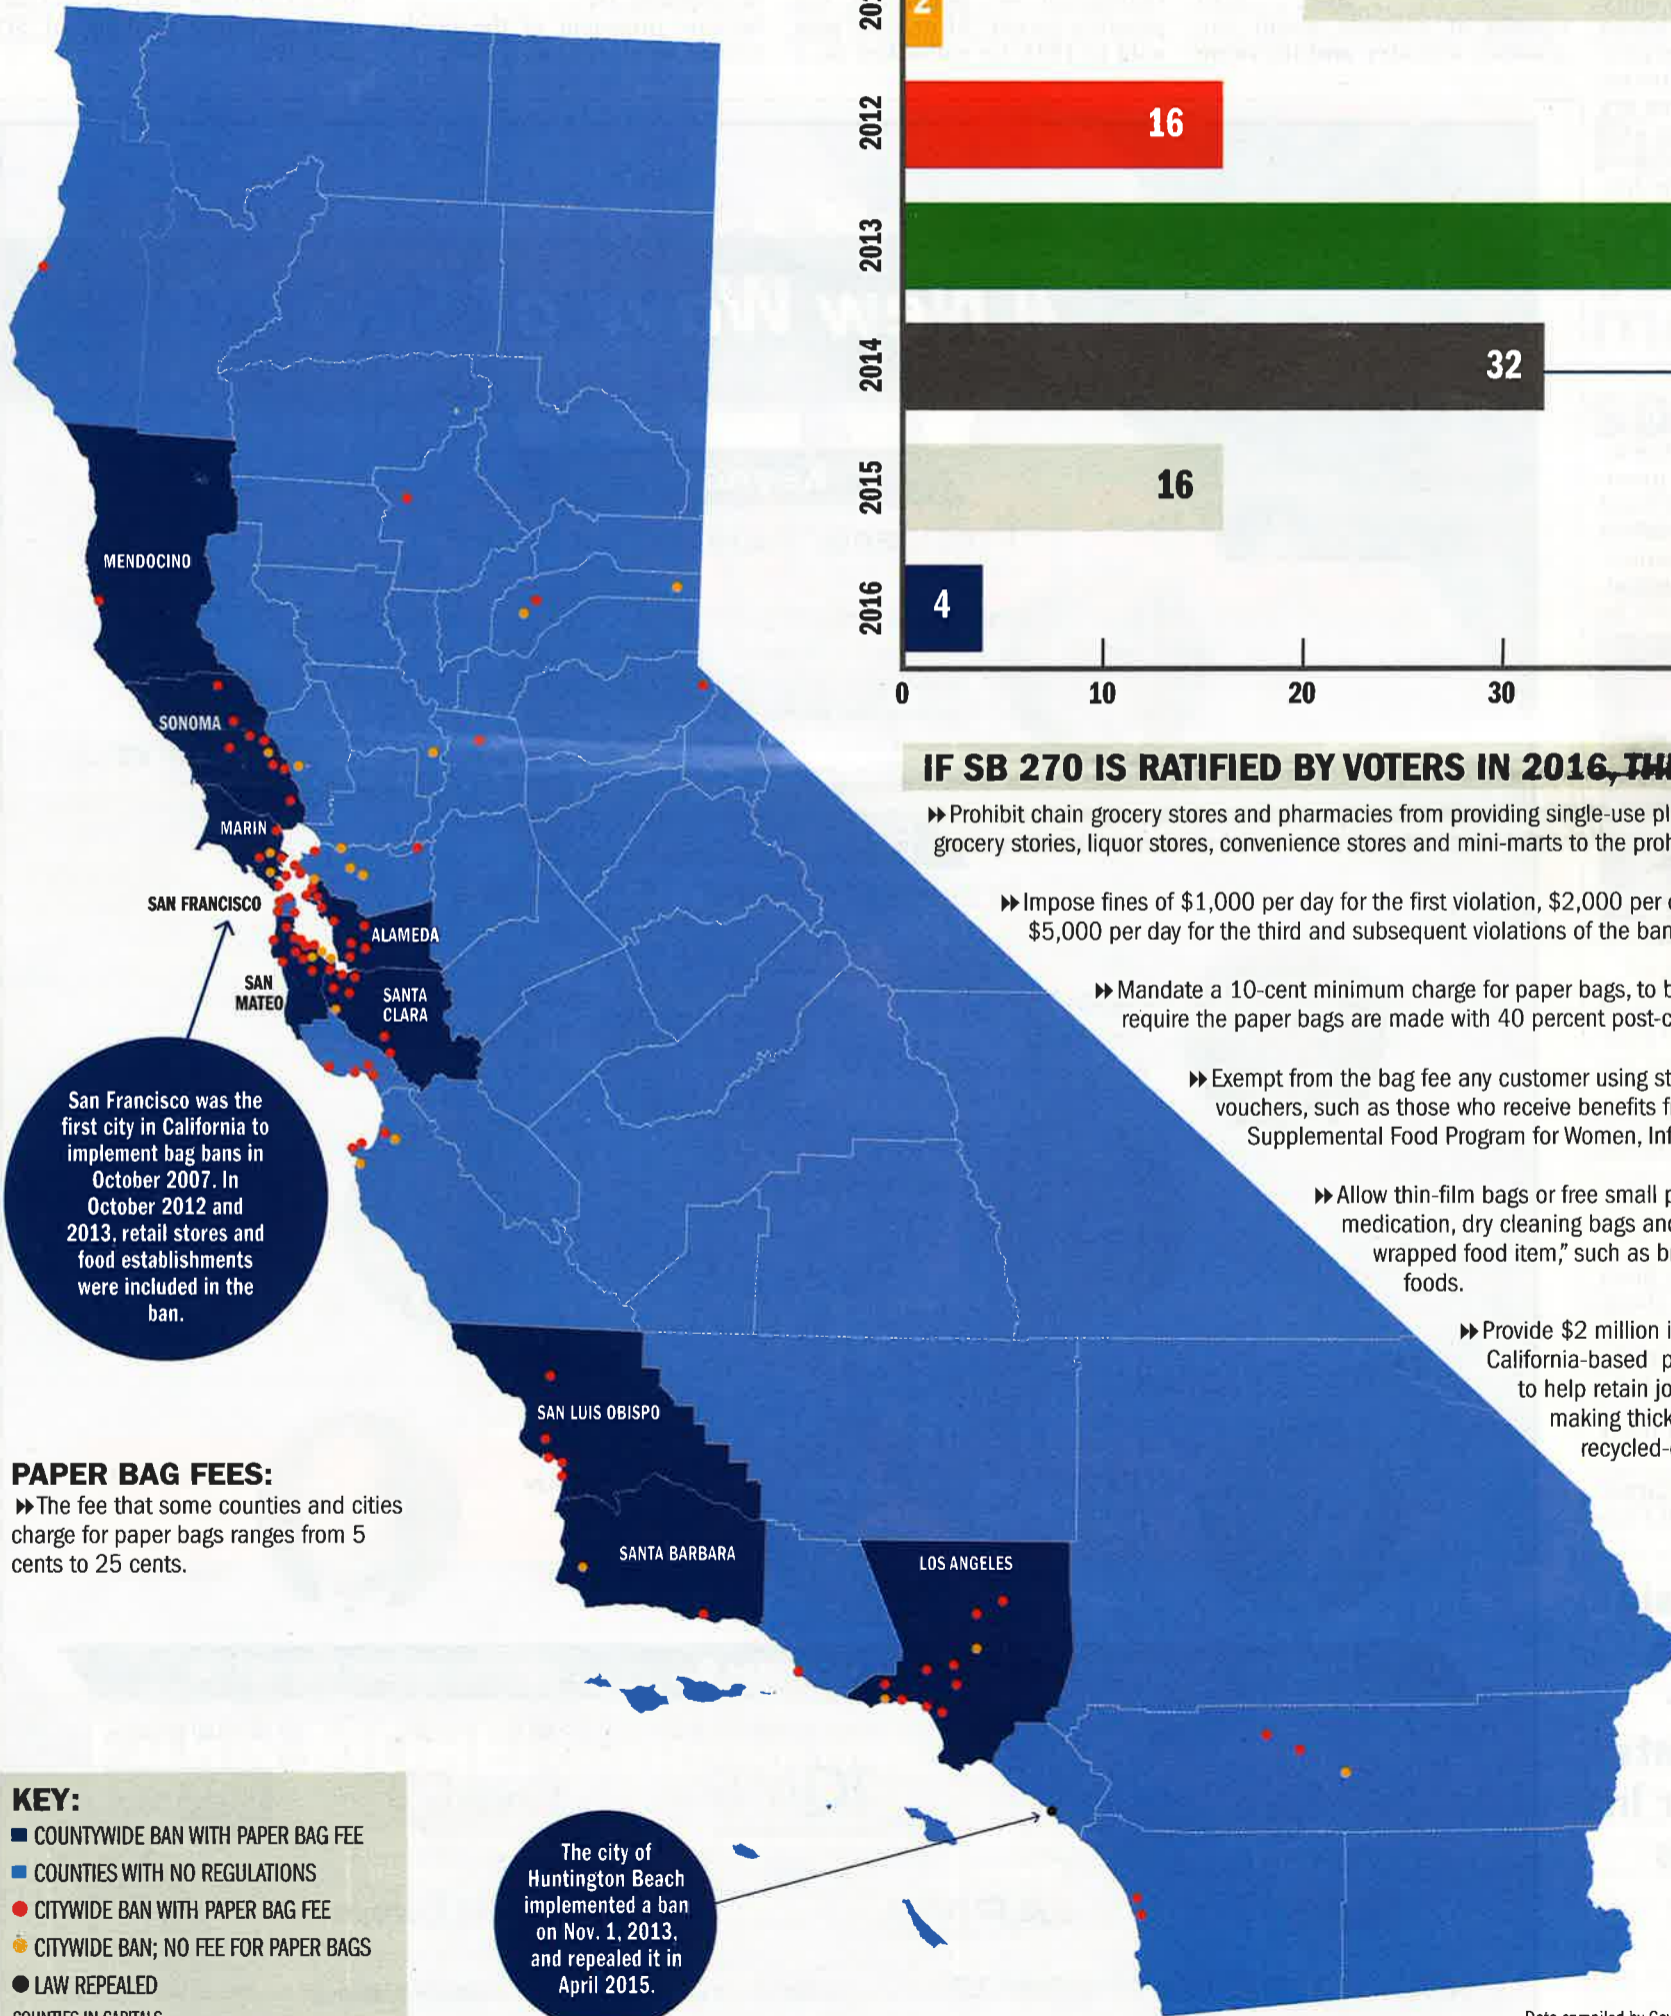 2
2012
16
2013
2014
32
2015
16
2016
4
0
10
20
30
IF SB 270 IS RATIFIED BY VOTERS IN 2016,
Prohibit chain grocery stores and pharmacies from providing single-use
grocery stories, liquor stores, convenience stores and mini-marts to the
Impose fines of $1,000 per day for the first violation, $2,000 per
$5,000 per day for the third and subsequent violations of the ban
Mandate a 10-cent minimum charge for paper bags, to
require the paper bags are made with 40 percent
Exempt from the bag fee any customer using
vouchers, such as those who receive benefits
Supplemental Food Program for Women,
Allow thin-film bags or free small
medication, dry cleaning bags
wrapped food item," such as
foods.
Provide $2 million
California-based
to help retain
making
recycled-
MENDOCINO
SONOMA
MARIN
SAN FRANCISCO
ALAMEDA
SAN
MATEO
SANTA
CLARA
San Francisco was the
first city in California to
implement bag bans in
October 2007. In
October 2012 and
2013, retail stores and
food establishments
were included in the
ban.
SAN LUIS OBISPO
SANTA BARBARA
LOS ANGELES
PAPER BAG FEES:
The fee that some counties and cities
charge for paper bags ranges from 5
cents to 25 cents.
KEY:
COUNTYWIDE BAN WITH PAPER BAG FEE
COUNTIES WITH NO REGULATIONS
CITYWIDE BAN WITH PAPER BAG FEE
CITYWIDE BAN; NO FEE FOR PAPER BAGS
LAW REPEALED
COUNTIES IN CAPITALS
The city of
Huntington Beach
implemented a ban
on Nov. 1, 2013,
and repealed it in
April 2015.
Data compiled by